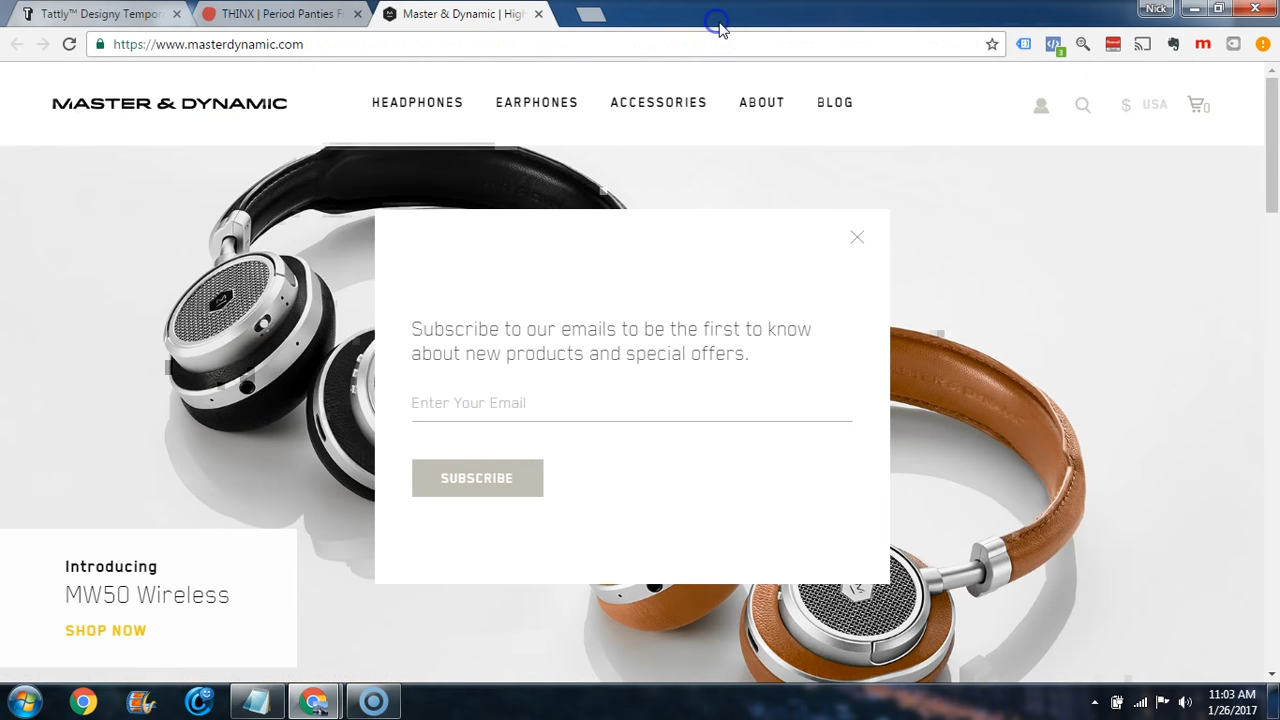 Tattly™ Designy Tempora
THINX | Period Panties F
Master & Dynamic | High
Nick
https://www.masterdynamic.com
3
m
MASTER & DYNAMIC
HEADPHONES
EARPHONES
ACCESSORIES
ABOUT
BLOG
$ USA
0
Subscribe to our emails to be the first to know
about new products and special offers.
Enter Your Email
SUBSCRIBE
Introducing
MW50 Wireless
SHOP NOW
11:03 AM
1/26/2017